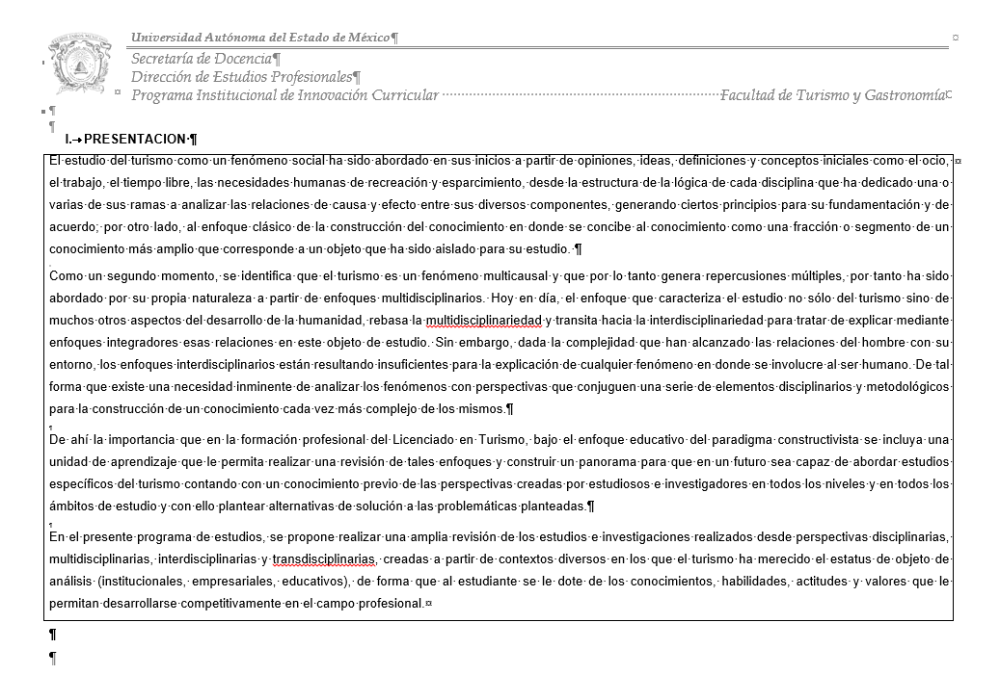 Universidad Autónoma del Estado de México¶
Secretaría de Docencia¶
Dirección de Estudios Profesionales¶
Programa Institucional de Innovación Curricular Facultad de Turismo y Gastronomía¤
¶
¶
I.→PRESENTACION·¶
El estudio del turismo como un fenómeno social ha sido abordado en sus inicios a partir de opiniones, ideas, definiciones y conceptos iniciales como el ocio,
el trabajo, el tiempo libre, las necesidades humanas de recreación y esparcimiento, desde la estructura de la lógica de cada disciplina que ha dedicado una o
varias de sus ramas a analizar las relaciones de causa y efecto entre sus diversos componentes, generando ciertos principios para su fundamentación y de
acuerdo; por otro lado, al enfoque clásico de la construcción del conocimiento en donde se concibe al conocimiento como una fracción o segmento de un
conocimiento más amplio que corresponde a un objeto que ha sido aislado para su estudio. ¶
Como un segundo momento, se identifica que el turismo es un fenómeno multicausal y que por lo tanto genera repercusiones múltiples, por tanto ha sido
abordado por su propia naturaleza a partir de enfoques multidisciplinarios. Hoy en día, el enfoque que caracteriza el estudio no sólo del turismo sino de
muchos otros aspectos del desarrollo de la humanidad, rebasa la multidisciplinariedad y transita hacia la interdisciplinariedad para tratar de explicar mediante
enfoques integradores esas relaciones en este objeto de estudio. Sin embargo, dada la complejidad que han alcanzado las relaciones del hombre con su
entorno, los enfoques interdisciplinarios están resultando insuficientes para la explicación de cualquier fenómeno en donde se involucre al ser humano. De tal
forma que existe una necesidad inminente de analizar los fenómenos con perspectivas que conjuguen una serie de elementos disciplinarios y metodológicos
para la construcción de un conocimiento cada vez más complejo de los mismos.¶
¶
De ahí la importancia que en la formación profesional del Licenciado en Turismo, bajo el enfoque educativo del paradigma constructivista se incluya una
unidad de aprendizaje que le permita realizar una revisión de tales enfoques y construir un panorama para que en un futuro sea capaz de abordar estudios
específicos del turismo contando con un conocimiento previo de las perspectivas creadas por estudiosos e investigadores en todos los niveles y en todos los
ámbitos de estudio y con ello plantear alternativas de solución a las problemáticas planteadas.¶
¶
En el presente programa de estudios, se propone realizar una amplia revisión de los estudios e investigaciones realizados desde perspectivas disciplinarias,
multidisciplinarias, interdisciplinarias y transdisciplinarias, creadas a partir de contextos diversos en los que el turismo ha merecido el estatus de objeto de
análisis (institucionales, empresariales, educativos), de forma que al estudiante se le dote de los conocimientos, habilidades, actitudes y valores que le
permitan desarrollarse competitivamente en el campo profesional.¤
¶
¶